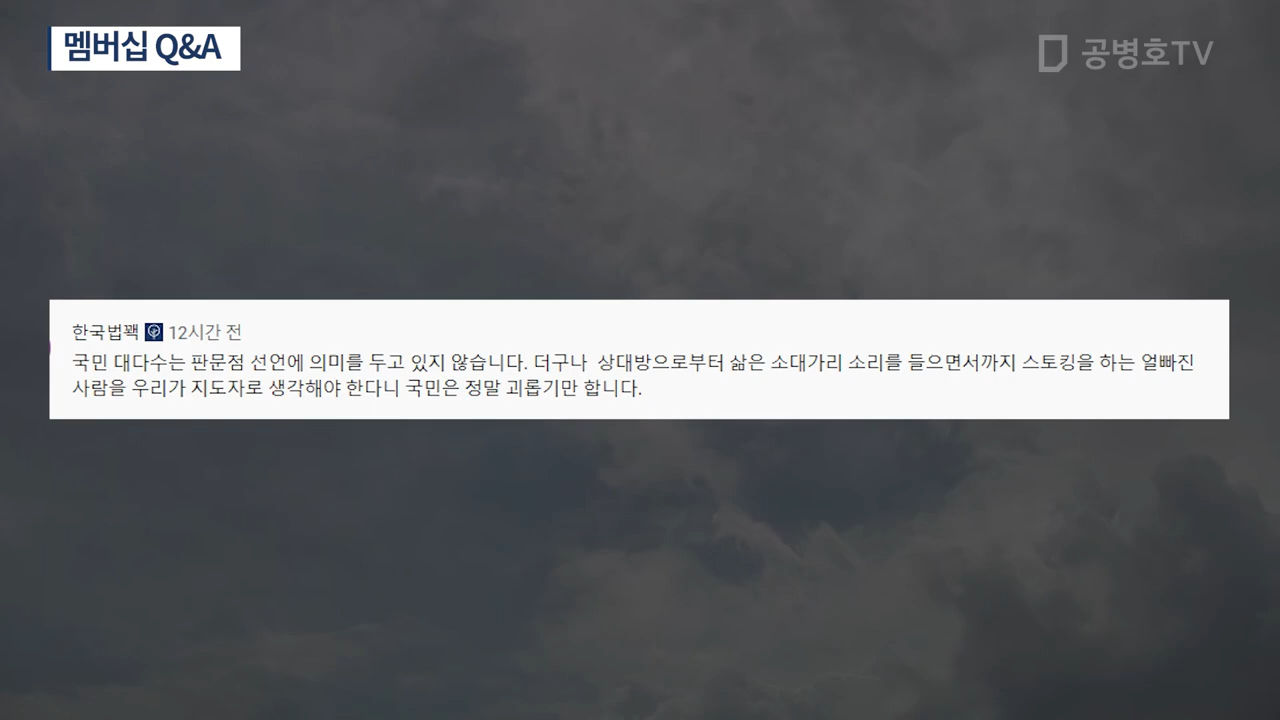 멤버십 Q&A
공병호TV
한국법꽥 12시간 전
국민 대다수는 판문점 선언에 의미를 두고 있지 않습니다. 더구나 상대방으로부터 삶은 소대가리 소리를 들으면서까지 스토킹을 하는 얼빠진
사람을 우리가 지도자로 생각해야 한다니 국민은 정말 괴롭기만 합니다.